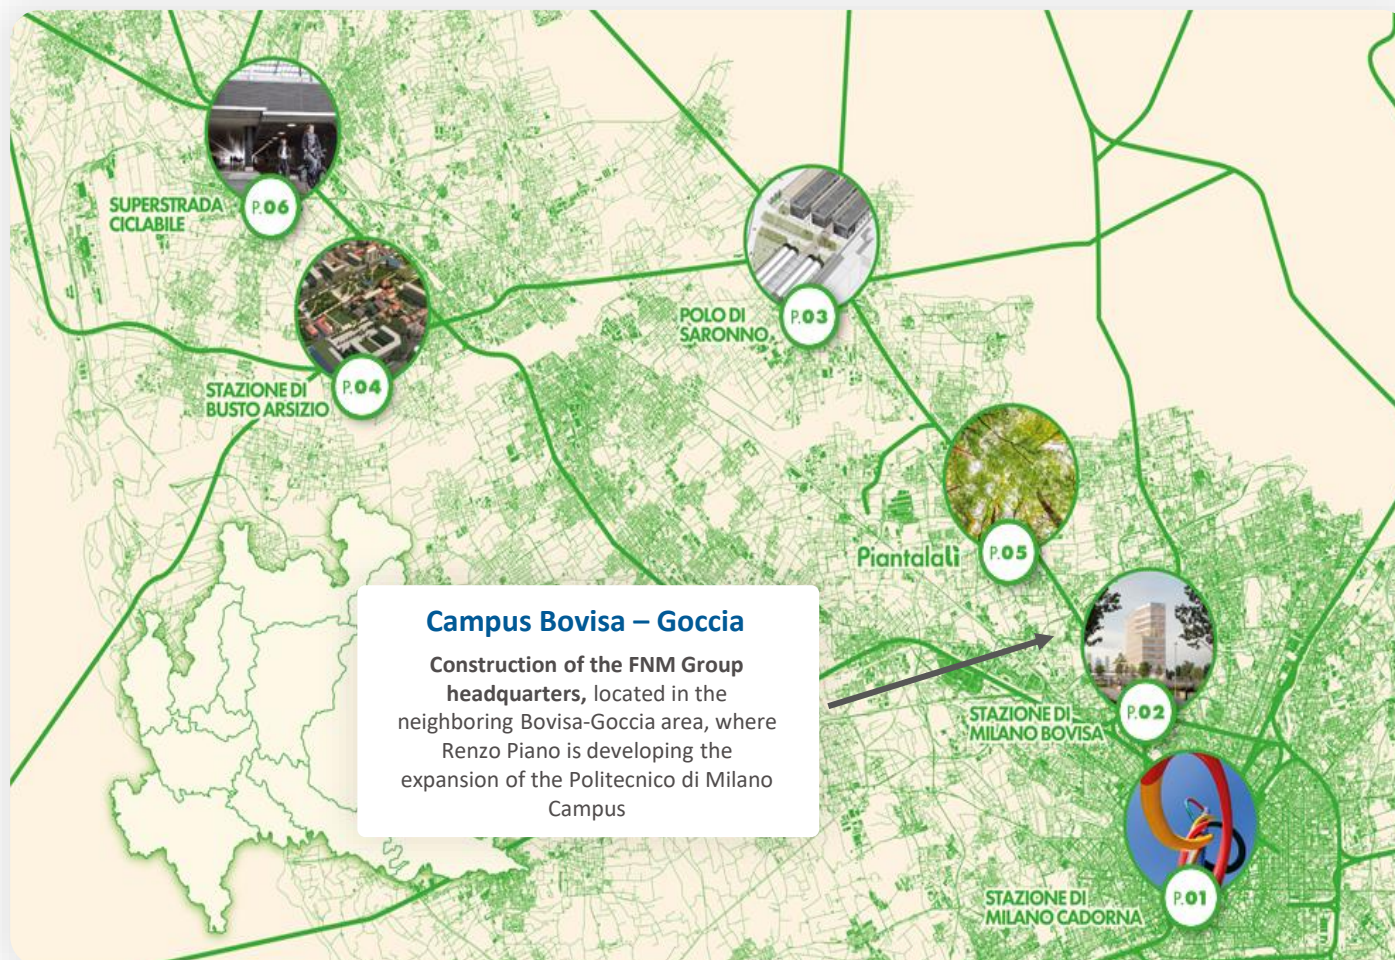 SUPERSTRADA
CICLABILE
P.06
STAZIONE DI
BUSTO ARSIZIO
P.04
POLO DI
SARONNO
P.03
Piantalalì
P.05
Campus Bovisa – Goccia
Construction of the FNM Group
headquarters, located in the
neighboring Bovisa-Goccia area, where
Renzo Piano is developing the
expansion of the Politecnico di Milano
Campus
STAZIONE DI
MILANO BOVISA
P.02
STAZIONE DI
MILANO CADORNA
P.01